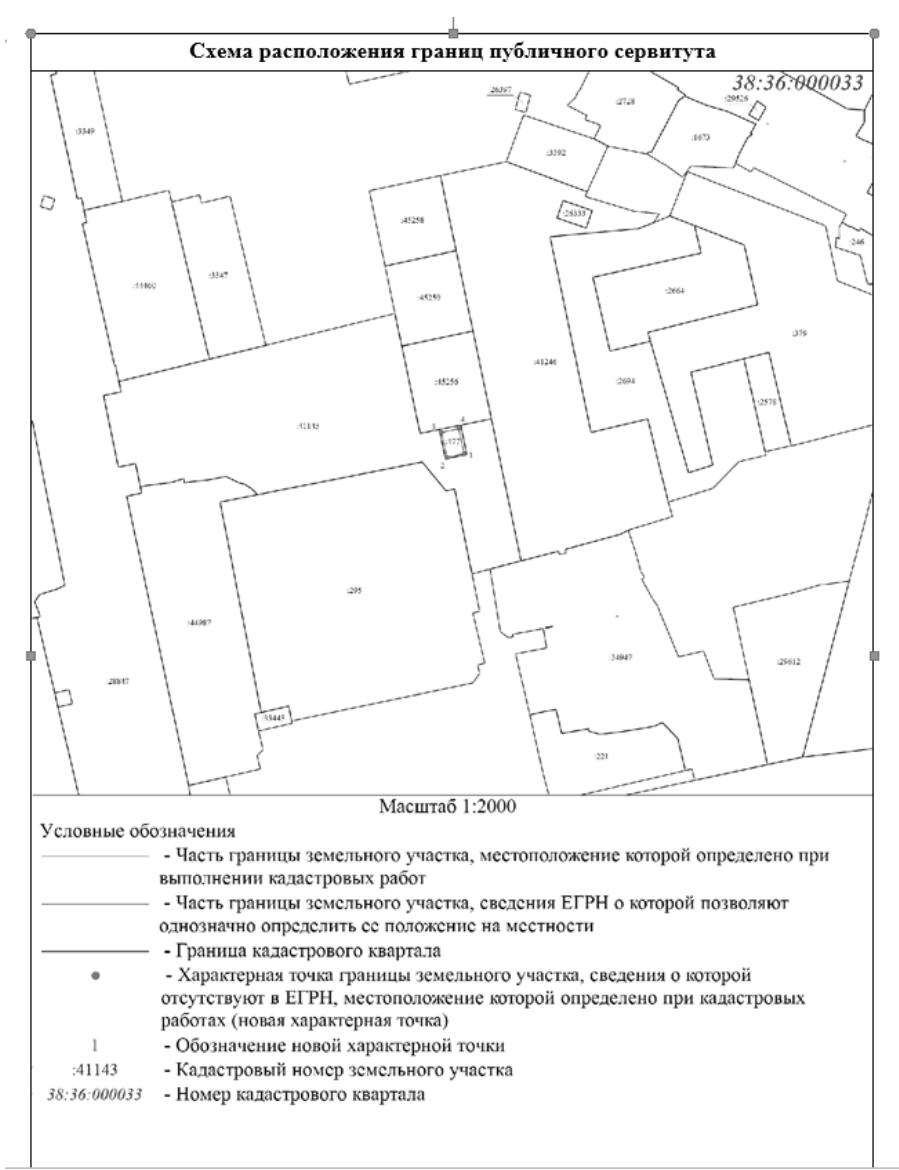 Схема расположения границ публичного сервитута
38:36:000033
:26397
:2728
:29526
:3349
:1673
:3392
:26333
:45258
:246
:3347
:2664
:45250
:379
:41246
:2694
:45256
:2578
:41143
4
:477
1
2
:295
:44987
:34947
:29612
:28847
:33443
:221
Масштаб 1:2000
Условные обозначения
- Часть границы земельного участка, местоположение которой определено при
выполнении кадастровых работ
- Часть границы земельного участка, сведения ЕГРН о которой позволяют
однозначно определить ее положение на местности
- Граница кадастрового квартала
- Характерная точка границы земельного участка, сведения о которой
отсутствуют в ЕГРН, местоположение которой определено при кадастровых
работах (новая характерная точка)
1 - Обозначение новой характерной точки
:41143 - Кадастровый номер земельного участка
38:36:000033 - Номер кадастрового квартала